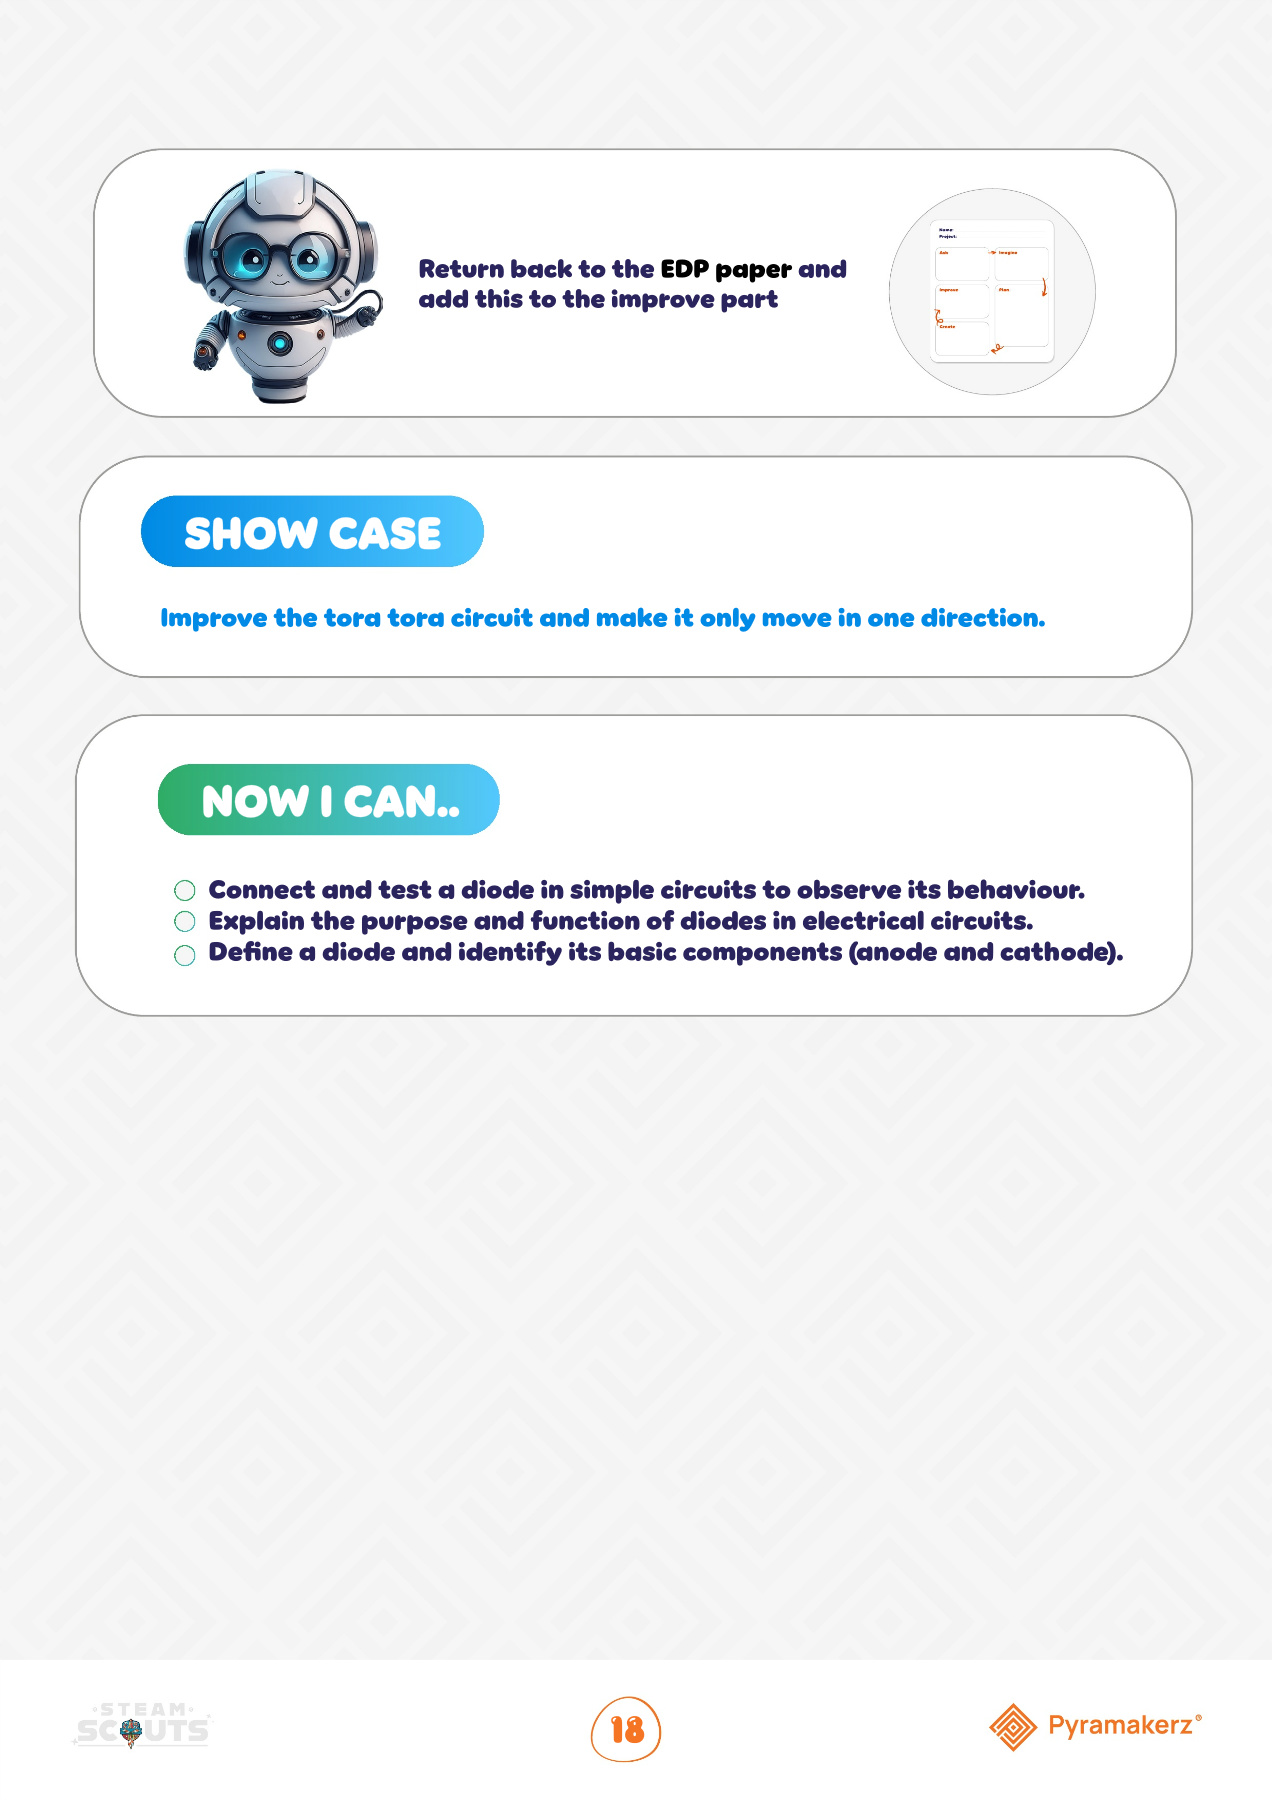 Return back to the EDP paper and
add this to the improve part
Name:
Project:
Ask
Imagine
Improve
Plan
Create
SHOW CASE
Improve the tora tora circuit and make it only move in one direction.
NOW I CAN..
Connect and test a diode in simple circuits to observe its behaviour.
Explain the purpose and function of diodes in electrical circuits.
Define a diode and identify its basic components (anode and cathode).
STEAM
SCOUTS
18
Pyramakerz®